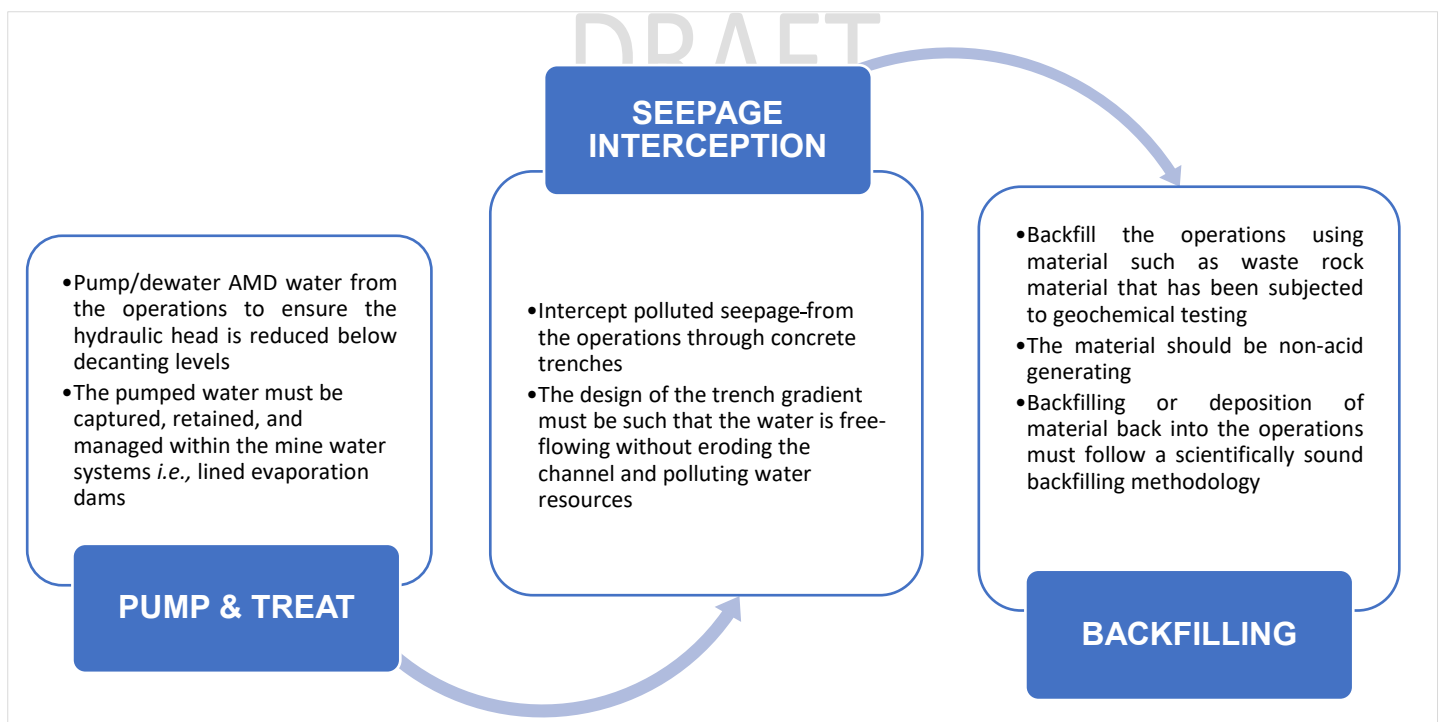 DRAFT
SEEPAGE
INTERCEPTION
•Pump/dewater AMD water from
the operations to ensure the
hydraulic head is reduced below
decanting levels
•The pumped water must be
captured, retained, and
managed within the mine water
systems i.e., lined evaporation
dams
PUMP & TREAT
•Intercept polluted seepage-from
the operations through concrete
trenches
•The design of the trench gradient
must be such that the water is free-
flowing without eroding the
channel and polluting water
resources
•Backfill the operations using
material such as waste rock
material that has been subjected
to geochemical testing
•The material should be non-acid
generating
•Backfilling or deposition of
material back into the operations
must follow a scientifically sound
backfilling methodology
BACKFILLING